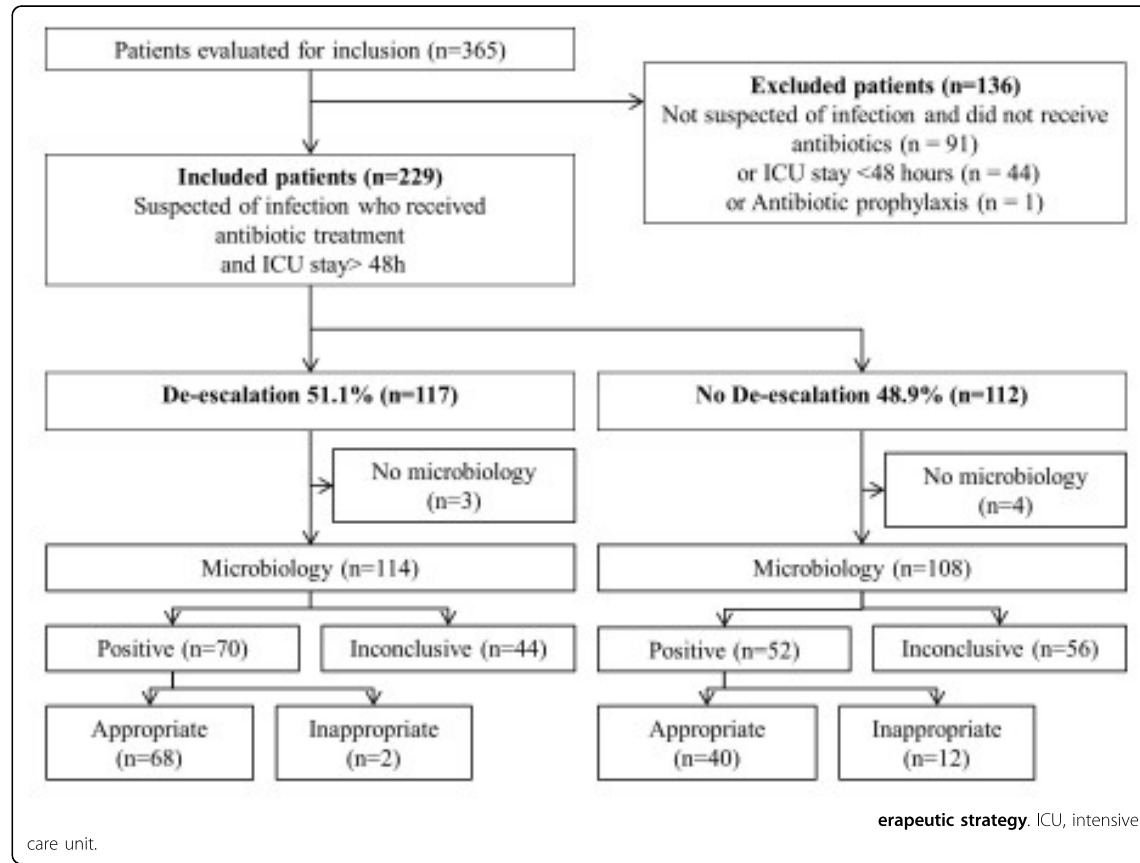 Patients evaluated for inclusion (n=365)
Excluded patients (n=136)
Not suspected of infection and did not receive
antibiotics (n = 91)
or ICU stay <48 hours (n = 44)
or Antibiotic prophylaxis (n = 1)
Included patients (n=229)
Suspected of infection who received
antibiotic treatment
and ICU stay> 48h
De-escalation 51.1% (n=117)
No De-escalation 48.9% (n=112)
No microbiology
(n=3)
No microbiology
(n=4)
Microbiology (n=114)
Microbiology (n=108)
Positive (n=70)
Inconclusive (n=44)
Positive (n=52)
Inconclusive (n=56)
Appropriate
(n=68)
Inappropriate
(n=2)
Appropriate
(n=40)
Inappropriate
(n=12)
erapeutic strategy. ICU, intensive
care unit.